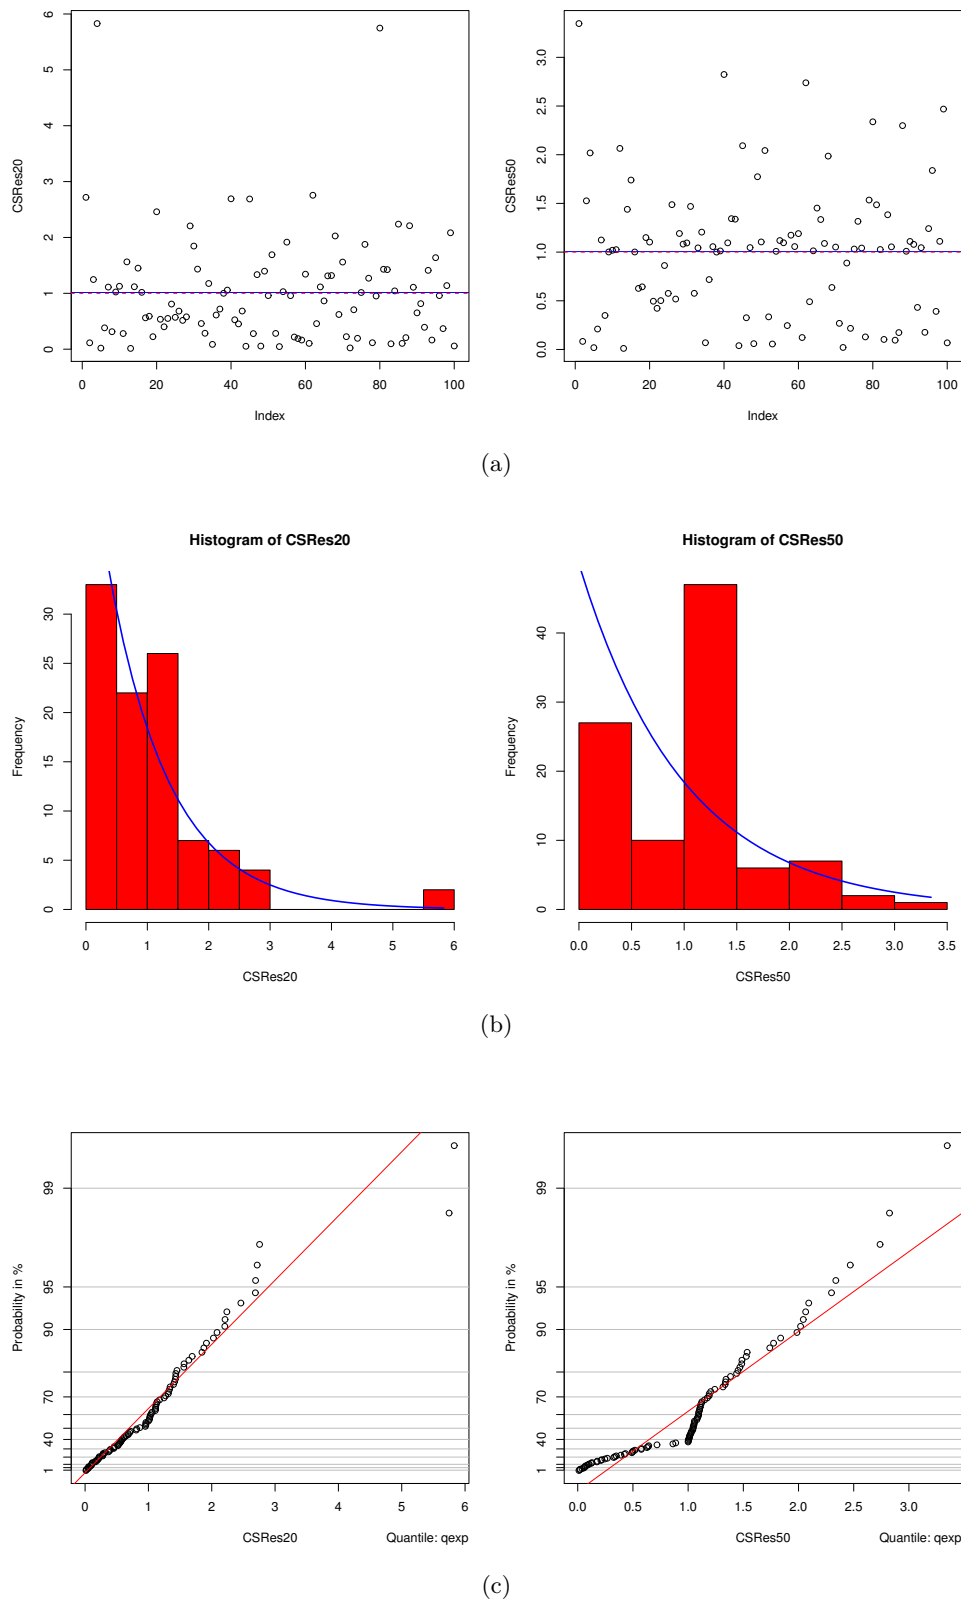 CSRes20
0 1 2 3 4 5 6
0 20 40 60 80 100
Index
CSRes50
0.0 0.5 1.0 1.5 2.0 2.5 3.0
0 20 40 60 80 100
Index
(a)
Histogram of CSRes20
Frequency
0 5 10 15 20 25 30
0 1 2 3 4 5 6
CSRes20
Histogram of CSRes50
Frequency
0 10 20 30 40
0.0 0.5 1.0 1.5 2.0 2.5 3.0 3.5
CSRes50
(b)
Probability in %
1 40 70 90 95 99
0 1 2 3 4 5 6
CSRes20
Quantile: qexp
Probability in %
1 40 70 90 95 99
0.0 0.5 1.0 1.5 2.0 2.5 3.0
CSRes50
Quantile: qexp
(c)